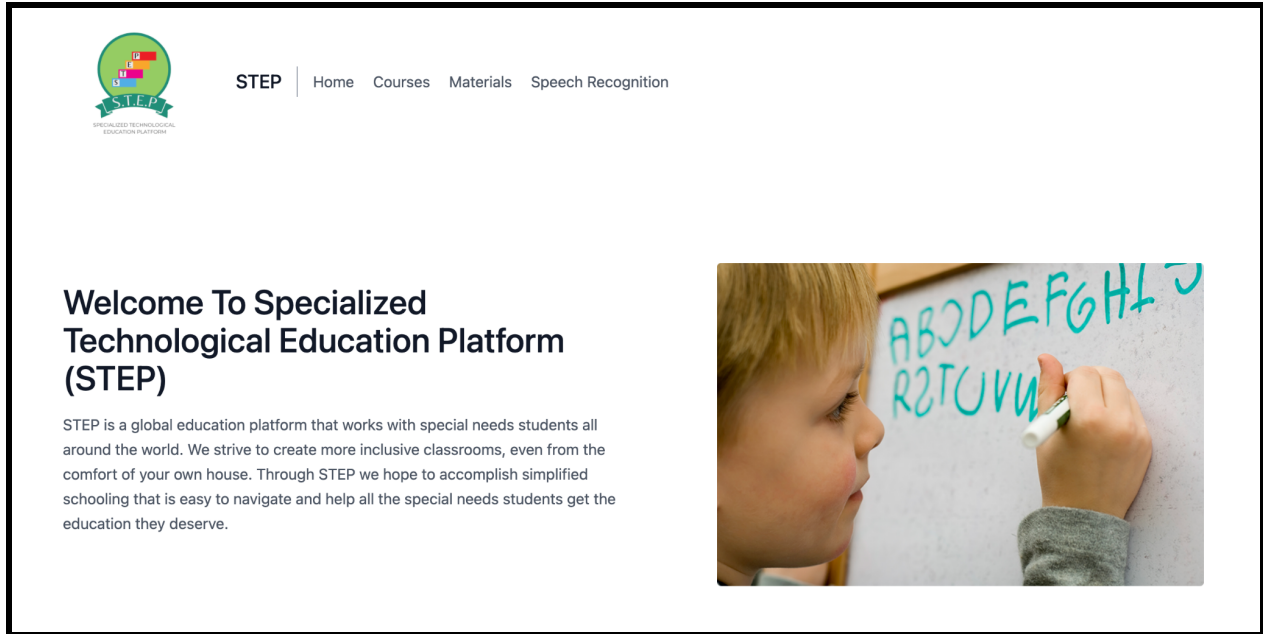 P
E
T
S
S.T.E.P
SPECIALIZED TECHNOLOGICAL
EDUCATION PLATFORM
STEP Home Courses Materials Speech Recognition
Welcome To Specialized
Technological Education Platform
(STEP)
STEP is a global education platform that works with special needs students all
around the world. We strive to create more inclusive classrooms, even from the
comfort of your own house. Through STEP we hope to accomplish simplified
schooling that is easy to navigate and help all the special needs students get the
education they deserve.
ABCDEFGHIJ
RSTUVW